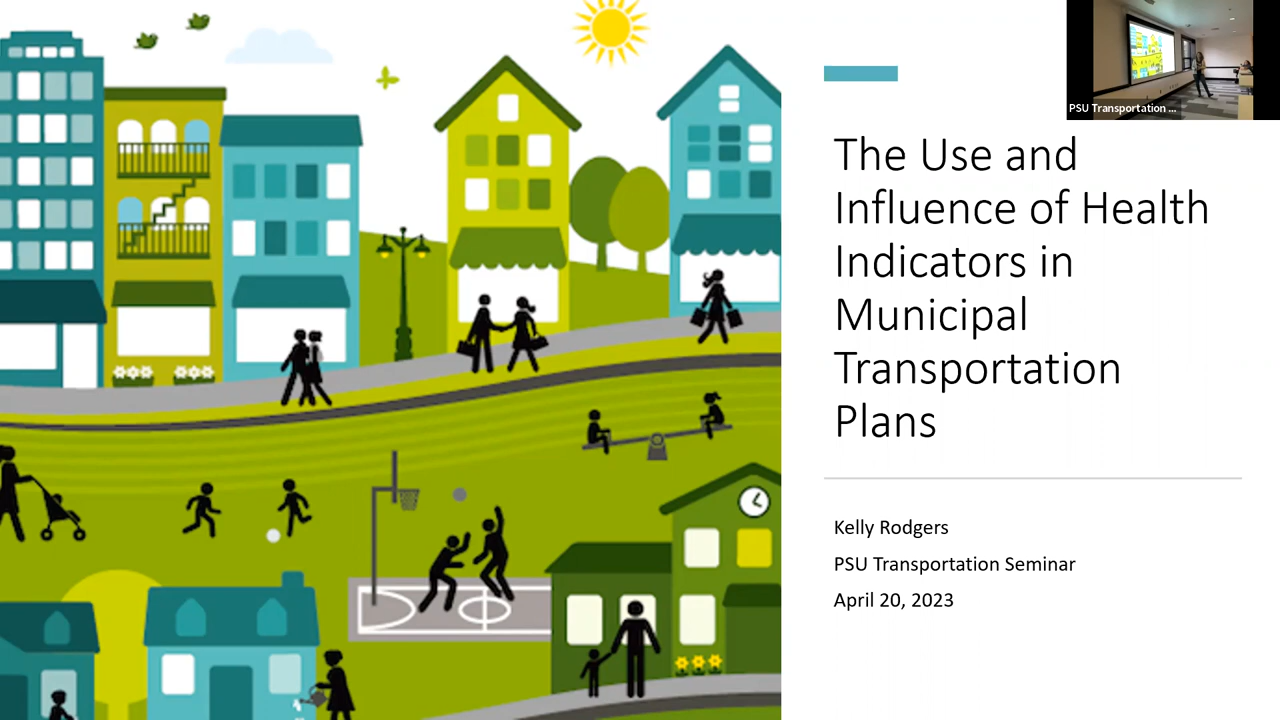 PSU Transportation ...
The Use and
Influence of Health
Indicators in
Municipal
Transportation
Plans
Kelly Rodgers
PSU Transportation Seminar
April 20, 2023